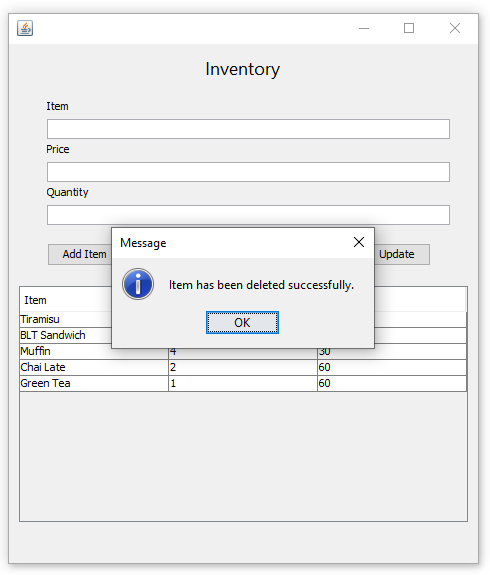 Inventory
Item
Price
Quantity
Add Item
Update
Message
Item has been deleted successfully.
OK
Item
Tiramisu
BLT Sandwich
Muffin 4 30
Chai Late 2 60
Green Tea 1 60